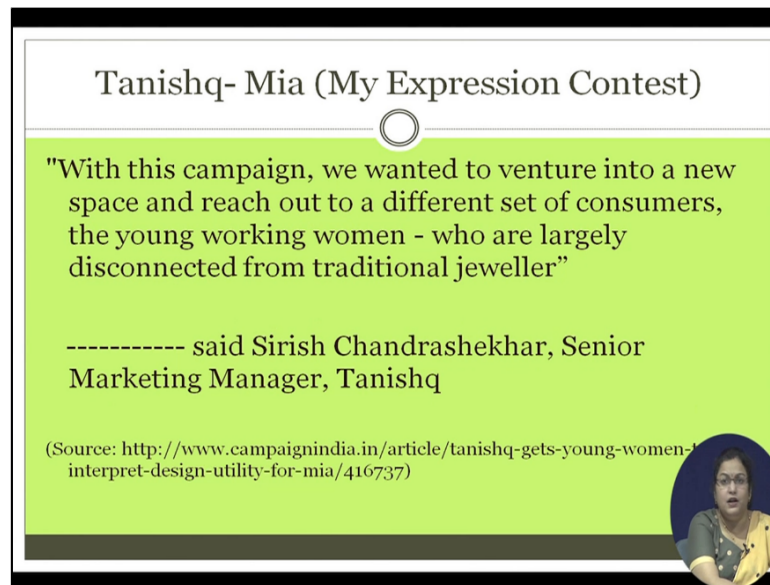 Tanishq- Mia (My Expression Contest)
"With this campaign, we wanted to venture into a new
space and reach out to a different set of consumers,
the young working women - who are largely
disconnected from traditional jeweller”
----------- said Sirish Chandrashekhar, Senior
Marketing Manager, Tanishq
(Source: http://www.campaignindia.in/article/tanishq-gets-young-women-
interpret-design-utility-for-mia/416737)